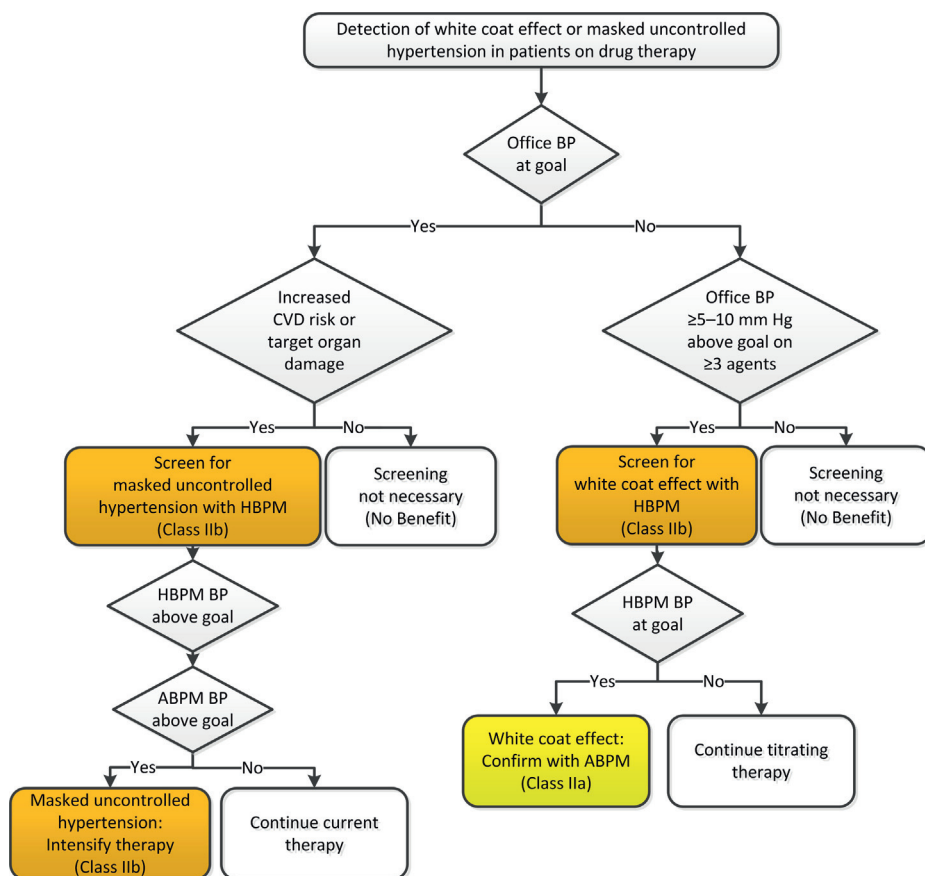 Detection of white coat effect or masked uncontrolled
hypertension in patients on drug therapy
Office BP
at goal
Yes
No
Increased
CVD risk or
target organ
damage
Office BP
≥5–10 mm Hg
above goal on
≥3 agents
Yes
No
Yes
No
Screen for
masked uncontrolled
hypertension with HBPM
(Class IIb)
Screening
not necessary
(No Benefit)
Screen for
white coat effect with
HBPM
(Class IIb)
Screening
not necessary
(No Benefit)
HBPM BP
above goal
HBPM BP
at goal
ABPM BP
above goal
Yes
No
Yes
No
White coat effect:
Confirm with ABPM
(Class IIa)
Continue titrating
therapy
Masked uncontrolled
hypertension:
Intensify therapy
(Class IIb)
Continue current
therapy